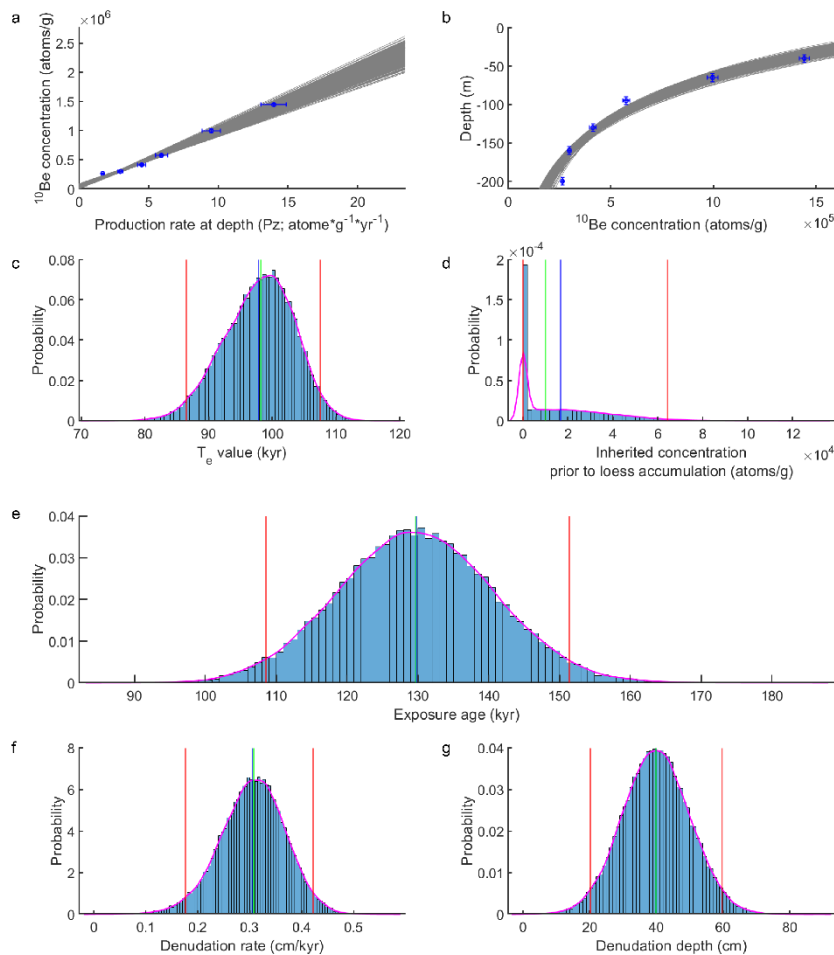 a
×10⁶
2.5
2
1.5
1
0.5
0
¹⁰Be concentration (atoms/g)
0 5 10 15 20
Production rate at depth (Pz; atome*g⁻¹*yr⁻¹)
b
0
-50
-100
-150
-200
Depth (m)
0 5 10 15
×10⁵
¹⁰Be concentration (atoms/g)
c
0.08
0.06
0.04
0.02
0
Probability
70 80 90 100 110 120
Tₑ value (kyr)
d
×10⁻⁴
2
1.5
1
0.5
0
Probability
0 2 4 6 8 10 12
×10⁴
Inherited concentration
prior to loess accumulation (atoms/g)
e
0.04
0.03
0.02
0.01
0
Probability
90 100 110 120 130 140 150 160 170 180
Exposure age (kyr)
f
8
6
4
2
0
Probability
0 0.1 0.2 0.3 0.4 0.5
Denudation rate (cm/kyr)
g
0.04
0.03
0.02
0.01
0
Probability
0 20 40 60 80
Denudation depth (cm)